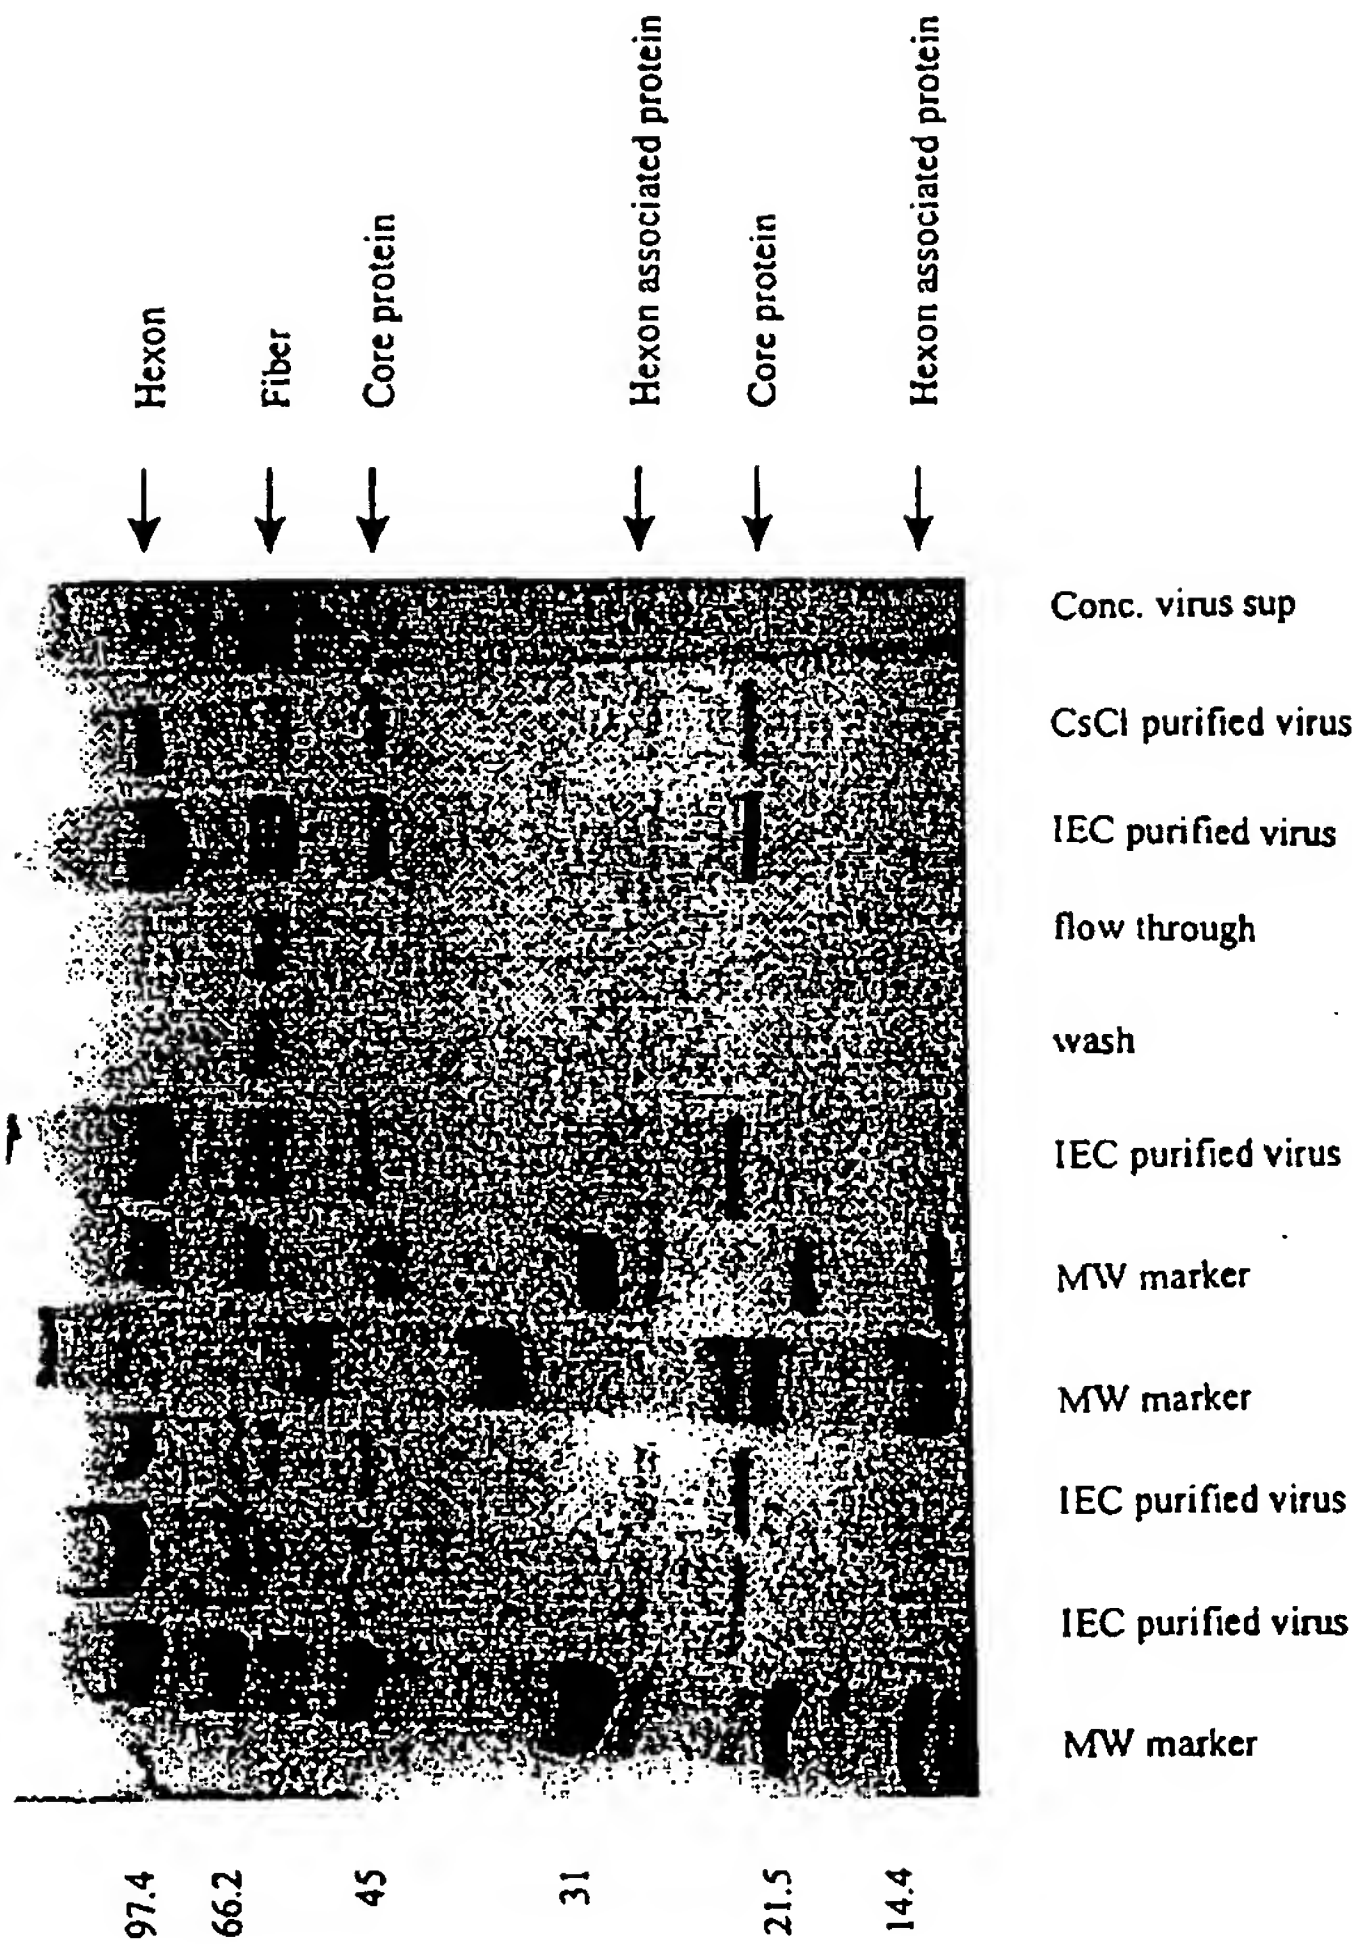 Hexon
Fiber
Core protein
Hexon associated protein
Core protein
Hexon associated protein
Conc. virus sup
CsCl purified virus
IEC purified virus
flow through
wash
IEC purified virus
MW marker
MW marker
IEC purified virus
IEC purified virus
MW marker
97.4
66.2
45
31
21.5
14.4